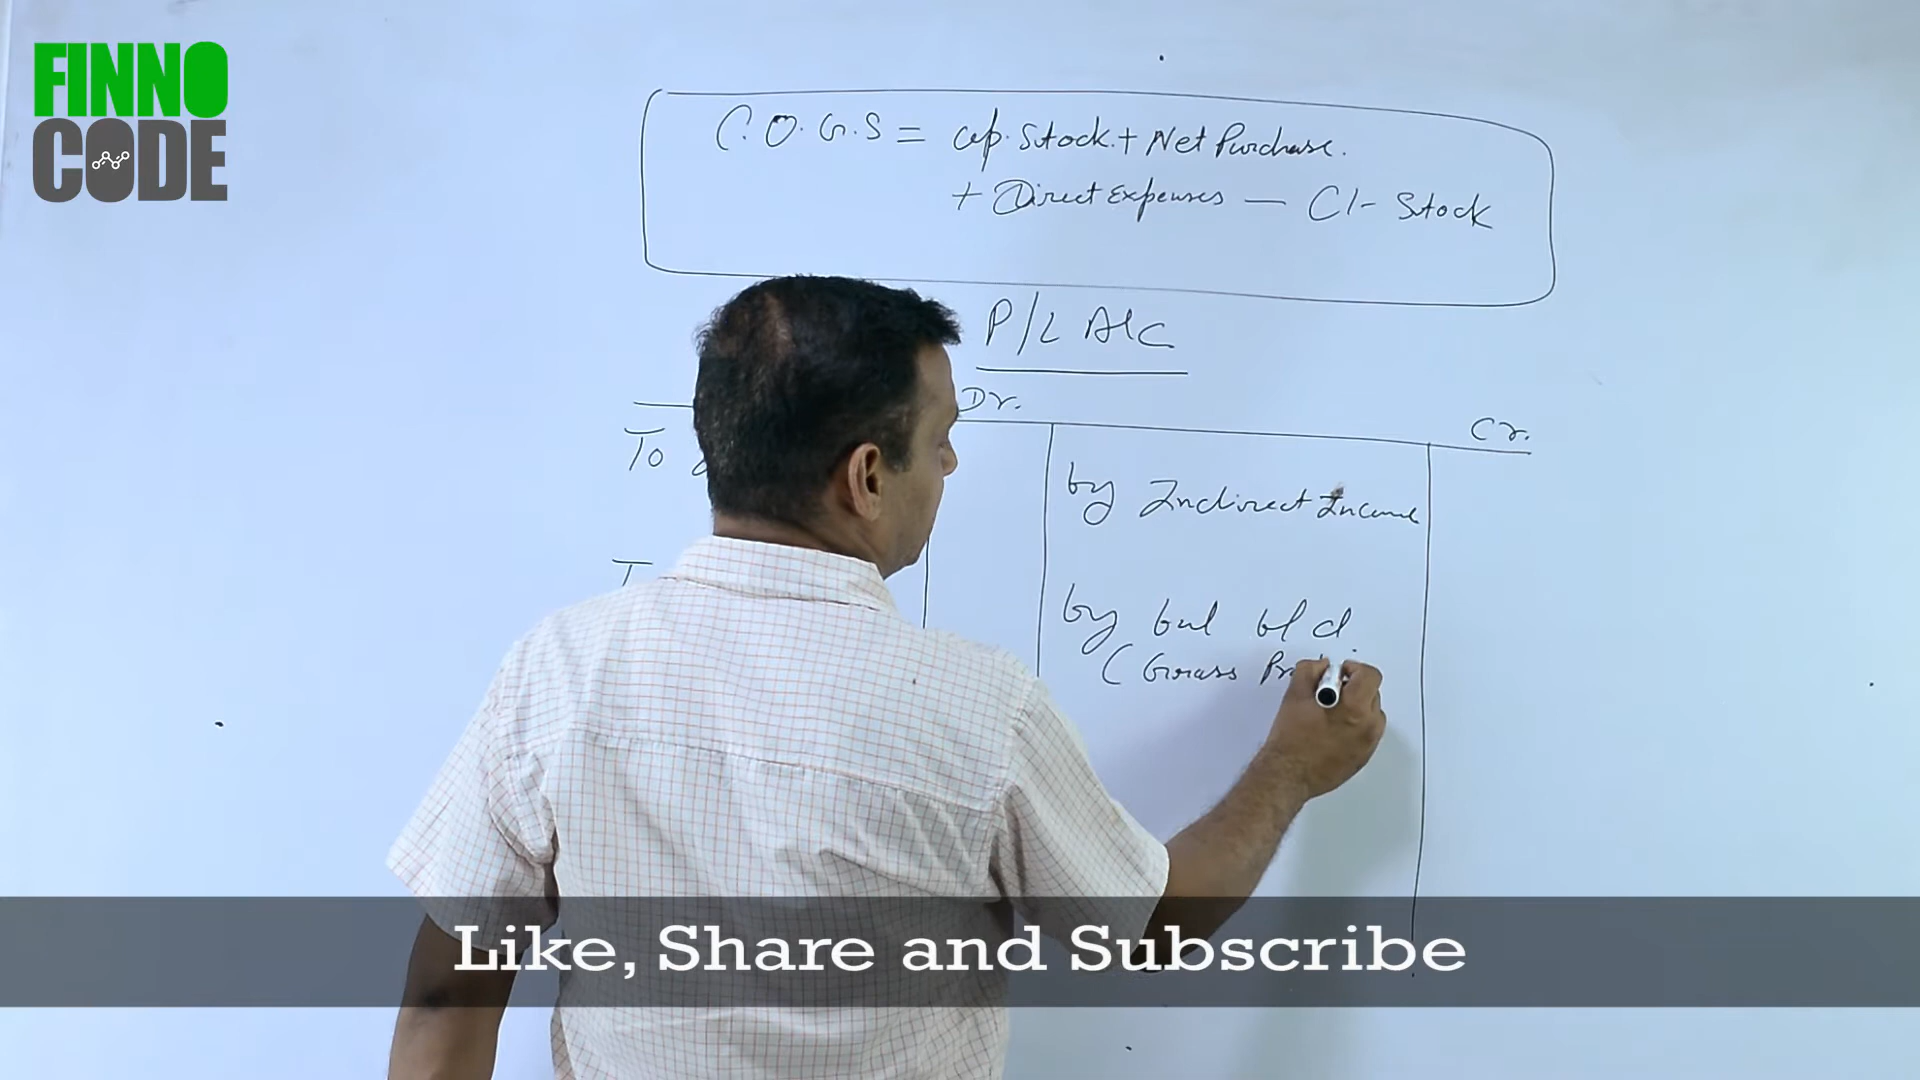 FINNO
CODE
C.O.G.S = op. Stock + Net Purchase.
+ Direct Expenses — Cl- Stock
P/L A/C
Dr.
Cr.
To
by Indirect Income
by bal b/d
(Gross
Like, Share and Subscribe